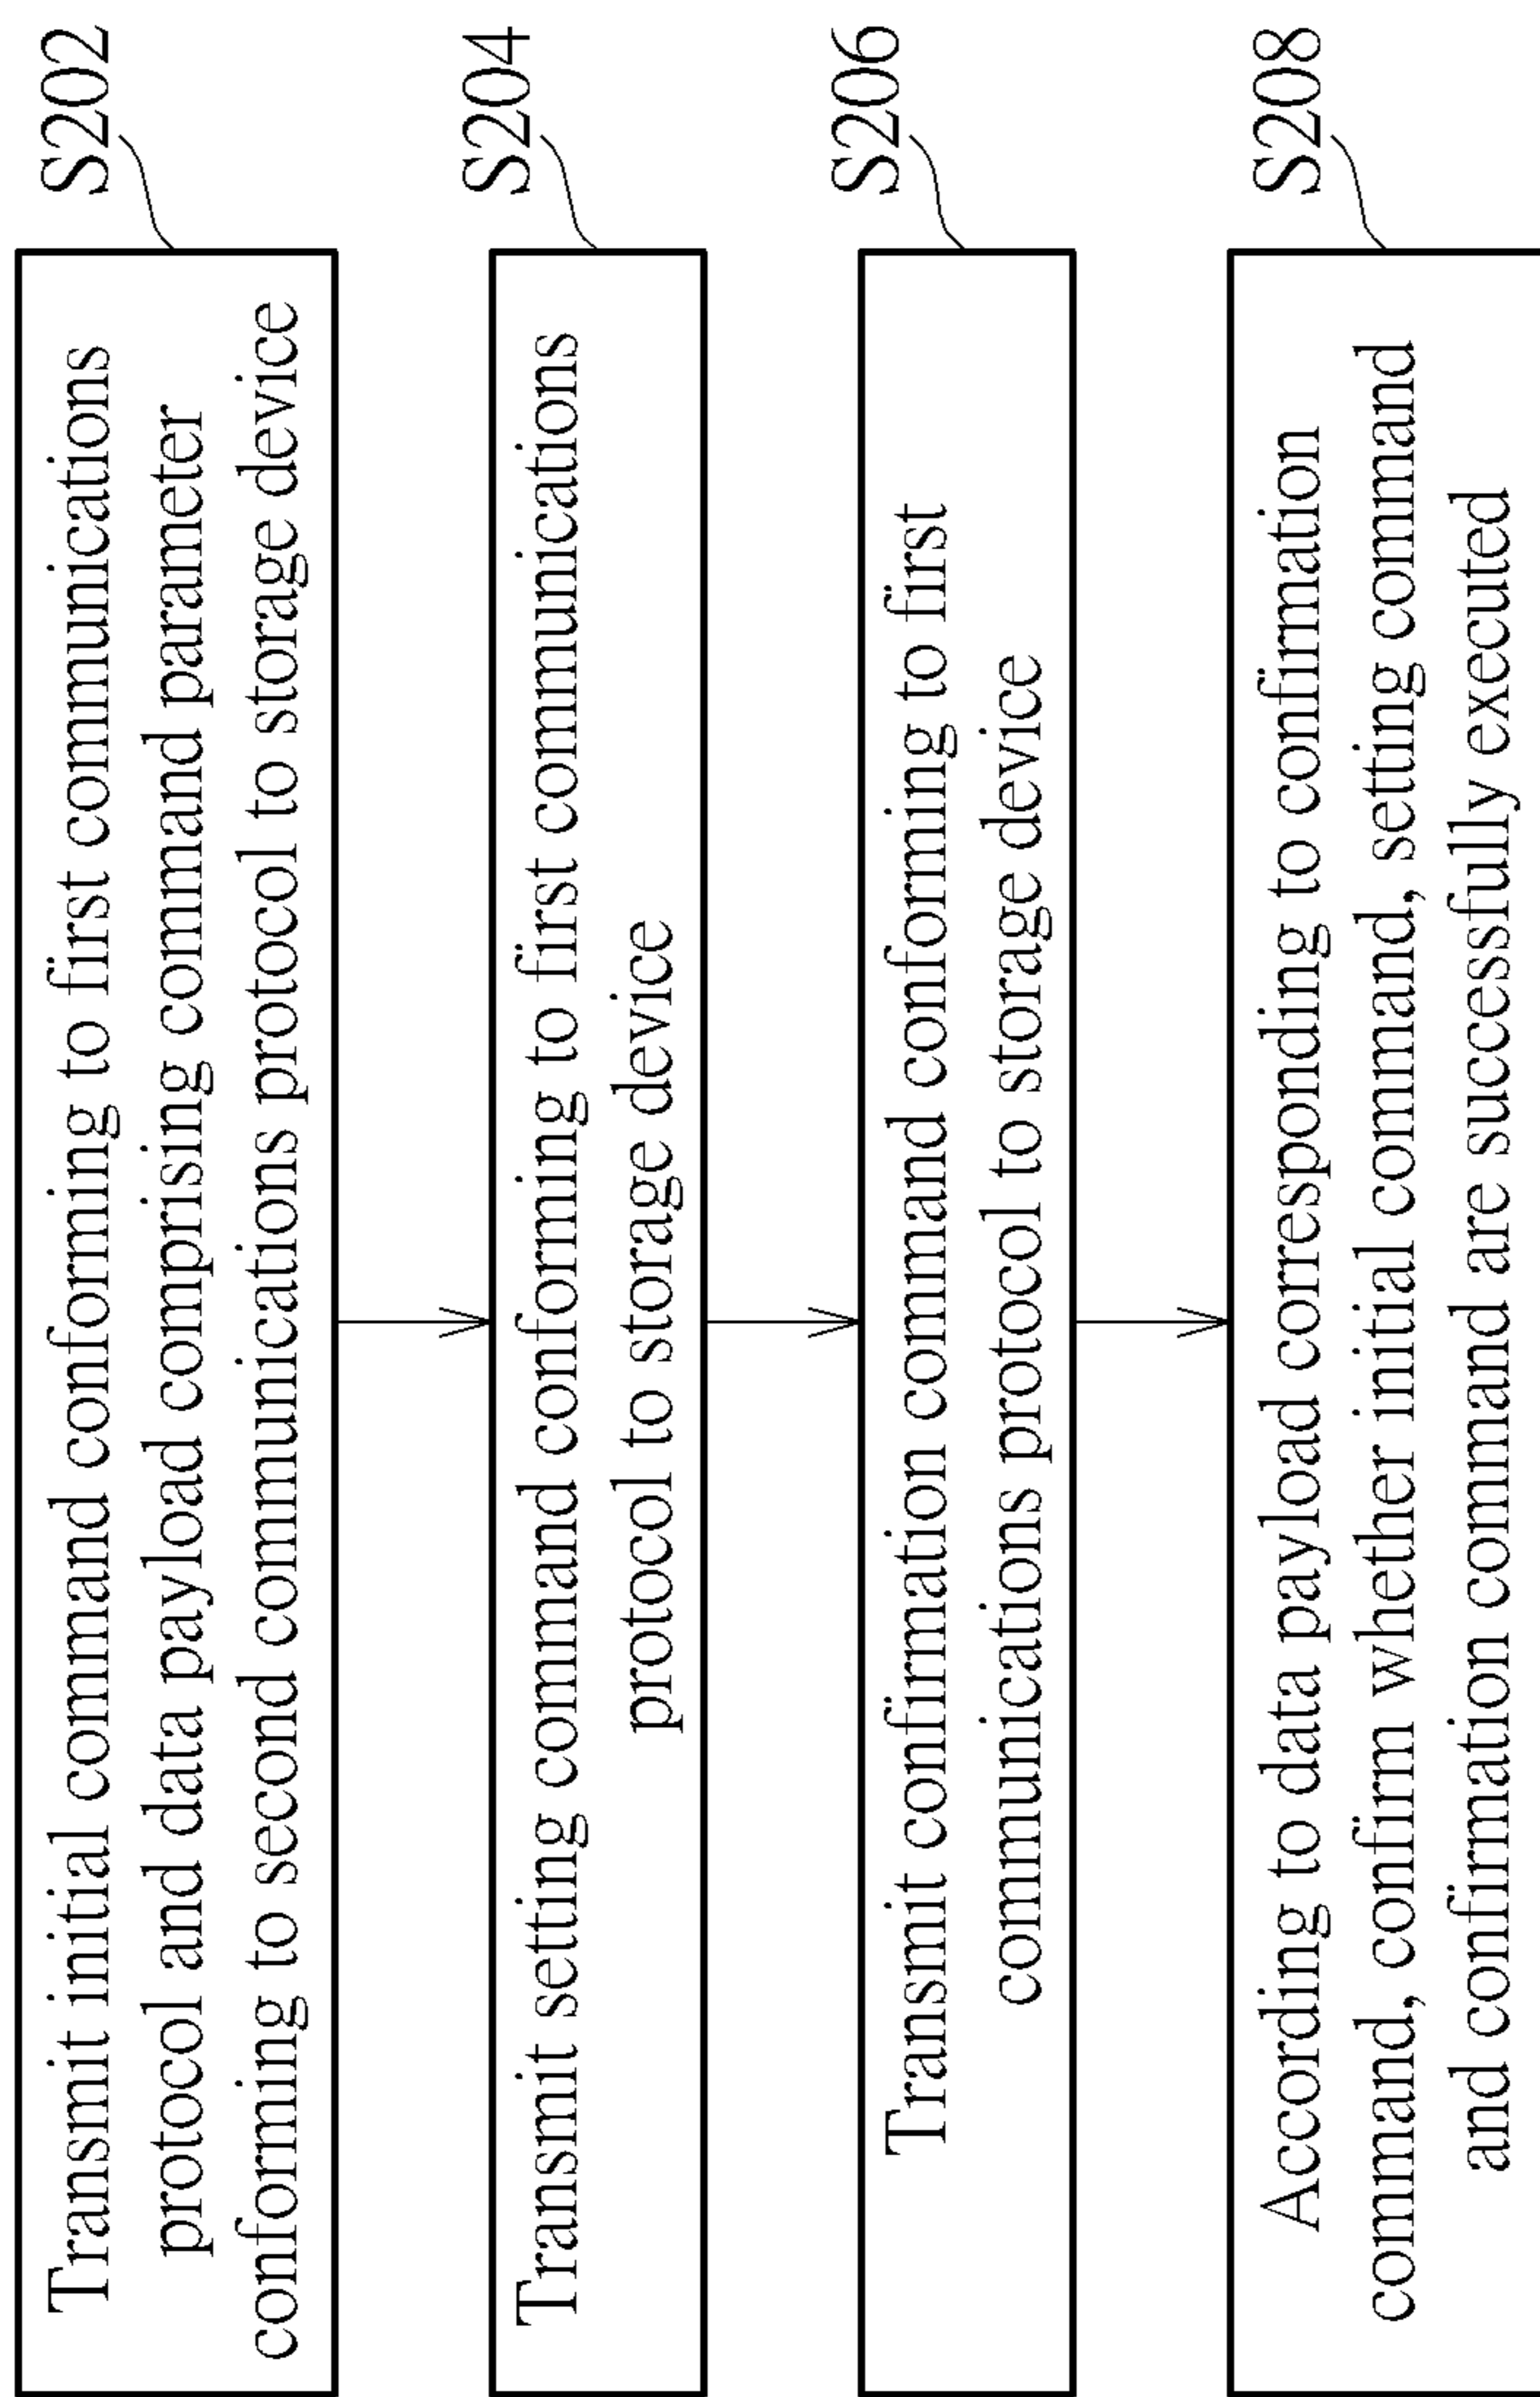 Transmit initial command conforming to first communications
protocol and data payload comprising command parameter
conforming to second communications protocol to storage device
S202
Transmit setting command conforming to first communications
protocol to storage device
S204
Transmit confirmation command conforming to first
communications protocol to storage device
S206
According to data payload corresponding to confirmation
command, confirm whether initial command, setting command
and confirmation command are successfully executed
S208